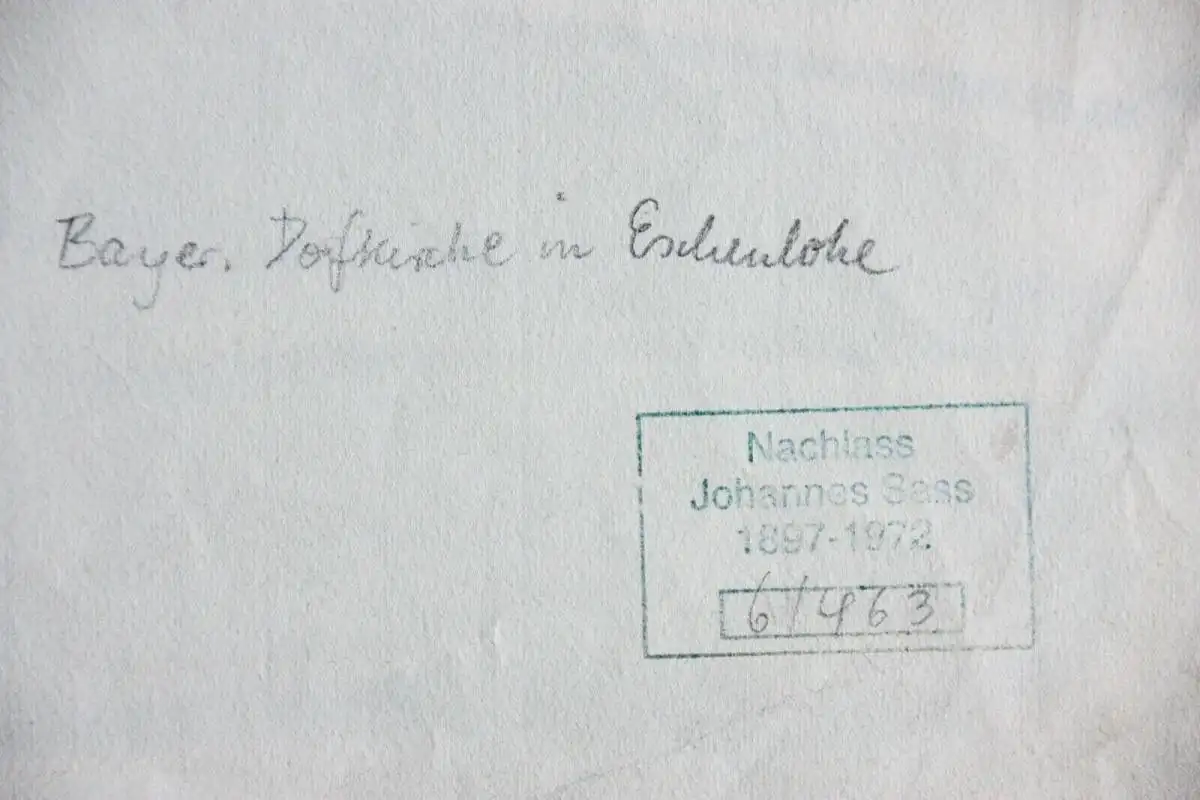 Bayer. Dorfkirche in Eschenlohe
Nachlass
Johannes Sass
1897-1972
6/463